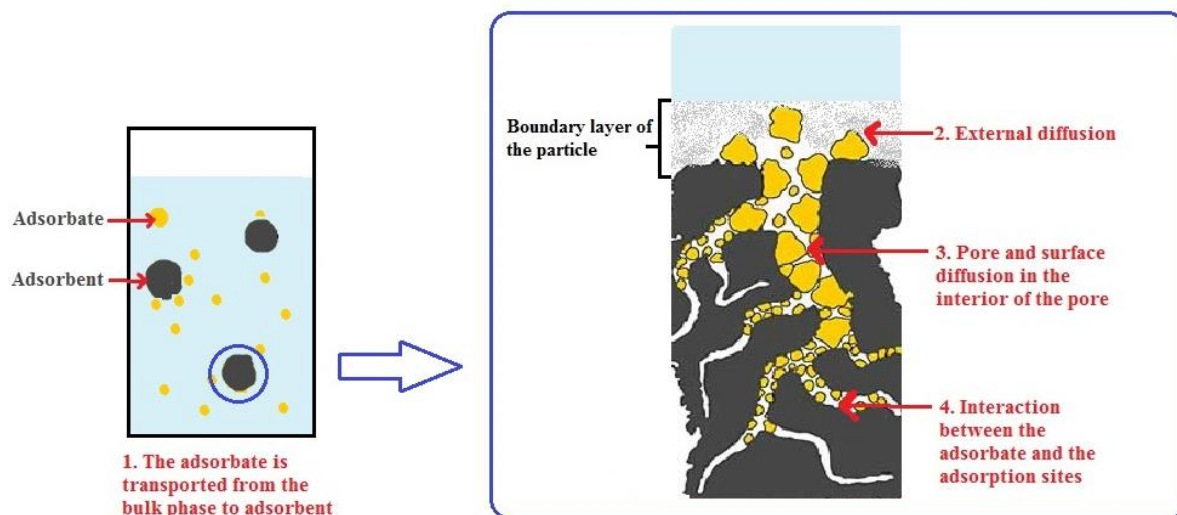 Adsorbate
Adsorbent
1. The adsorbate is
transported from the
bulk phase to adsorbent
Boundary layer of
the particle
2. External diffusion
3. Pore and surface
diffusion in the
interior of the pore
4. Interaction
between the
adsorbate and the
adsorption sites